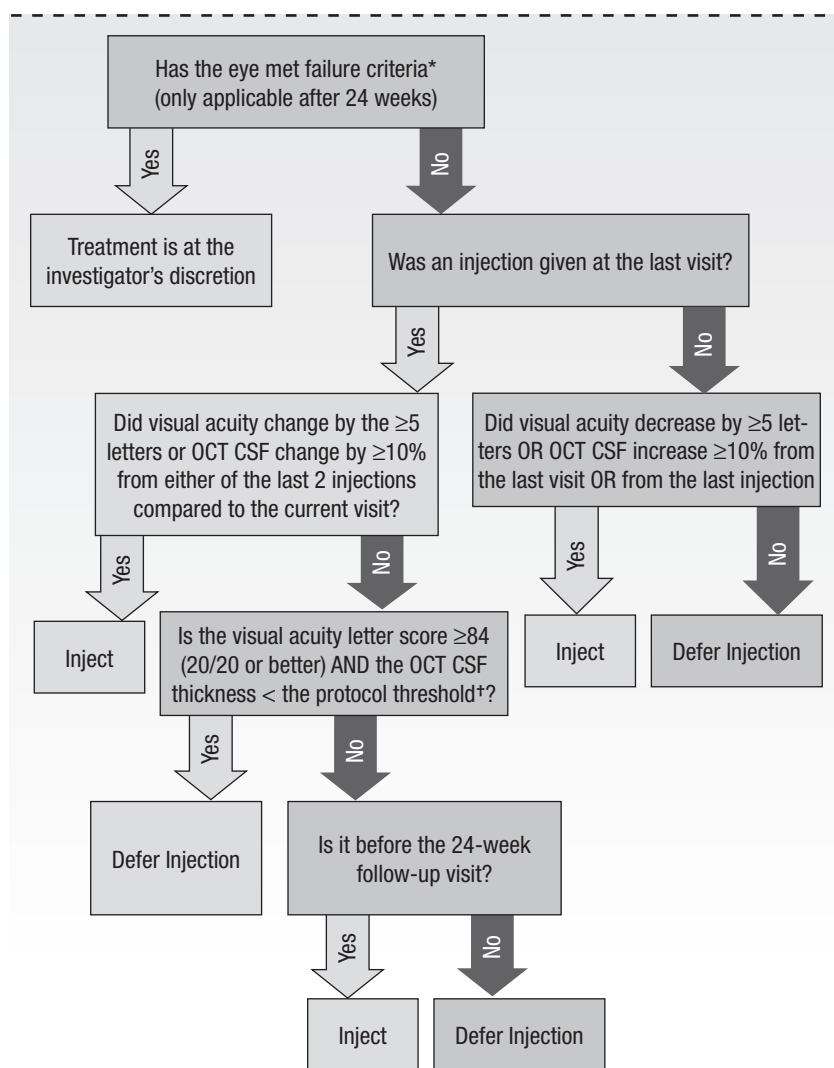 Has the eye met failure criteria*
(only applicable after 24 weeks)
Yes
No
Treatment is at the
investigator’s discretion
Was an injection given at the last visit?
Yes
No
Did visual acuity change by the ≥5
letters or OCT CSF change by ≥10%
from either of the last 2 injections
compared to the current visit?
Did visual acuity decrease by ≥5 let-
ters OR OCT CSF increase ≥10% from
the last visit OR from the last injection
Yes
No
Yes
No
Inject
Is the visual acuity letter score ≥84
(20/20 or better) AND the OCT CSF
thickness < the protocol threshold†?
Inject
Defer Injection
Yes
No
Defer Injection
Is it before the 24-week
follow-up visit?
Yes
No
Inject
Defer Injection